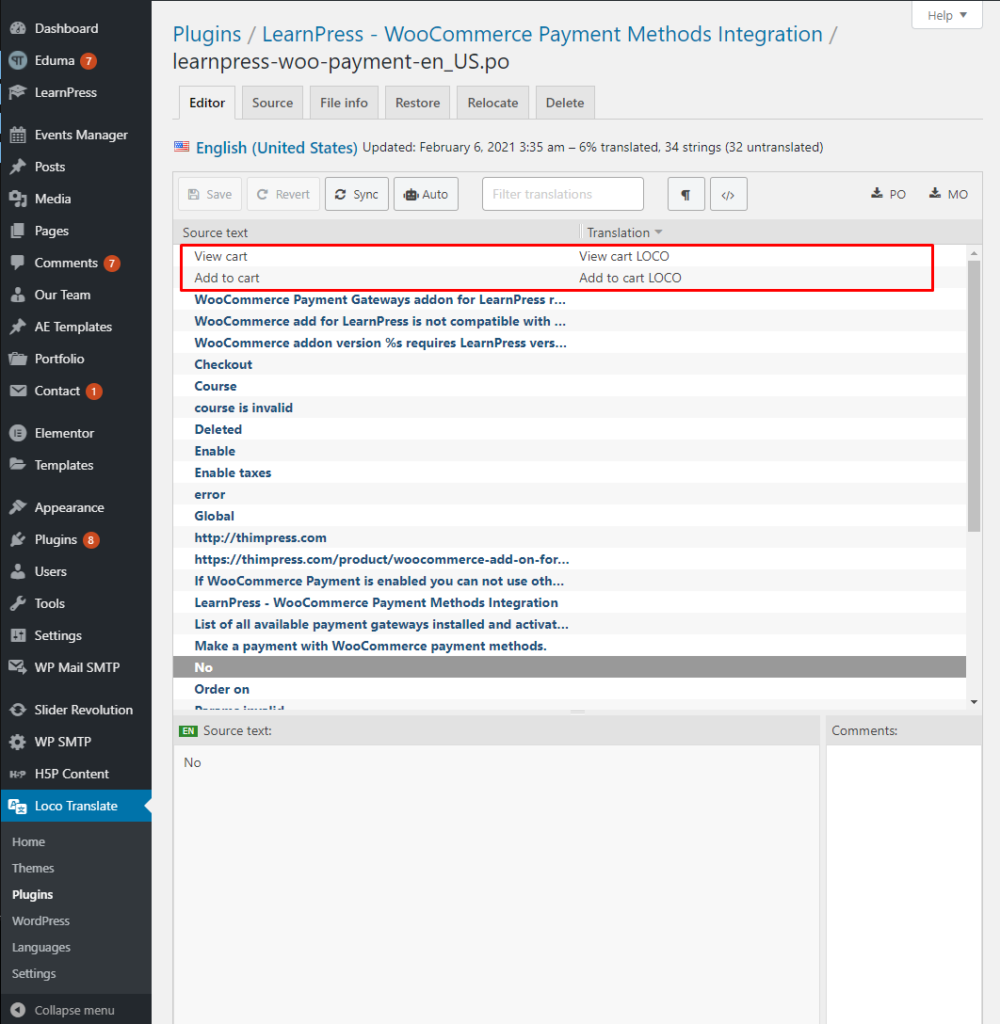 Dashboard
Eduma 7
LearnPress
Events Manager
Posts
Media
Pages
Comments 7
Our Team
AE Templates
Portfolio
Contact 1
Elementor
Templates
Appearance
Plugins 8
Users
Tools
Settings
WP Mail SMTP
Slider Revolution
WP SMTP
H5P H5P Content
Loco Translate
Home
Themes
Plugins
WordPress
Languages
Settings
Collapse menu
Help
Plugins / LearnPress - WooCommerce Payment Methods Integration /
learnpress-woo-payment-en_US.po
Editor Source File info Restore Relocate Delete
English (United States) Updated: February 6, 2021 3:35 am – 6% translated, 34 strings (32 untranslated)
Save Revert Sync Auto Filter translations ¶ </> PO MO
Source text Translation
View cart View cart LOCO
Add to cart Add to cart LOCO
WooCommerce Payment Gateways addon for LearnPress r...
WooCommerce add for LearnPress is not compatible with ...
WooCommerce addon version %s requires LearnPress vers...
Checkout
Course
course is invalid
Deleted
Enable
Enable taxes
error
Global
http://thimpress.com
https://thimpress.com/product/woocommerce-add-on-for...
If WooCommerce Payment is enabled you can not use oth...
LearnPress - WooCommerce Payment Methods Integration
List of all available payment gateways installed and activat...
Make a payment with WooCommerce payment methods.
No
Order on
Params invalid
EN Source text: Comments:
No